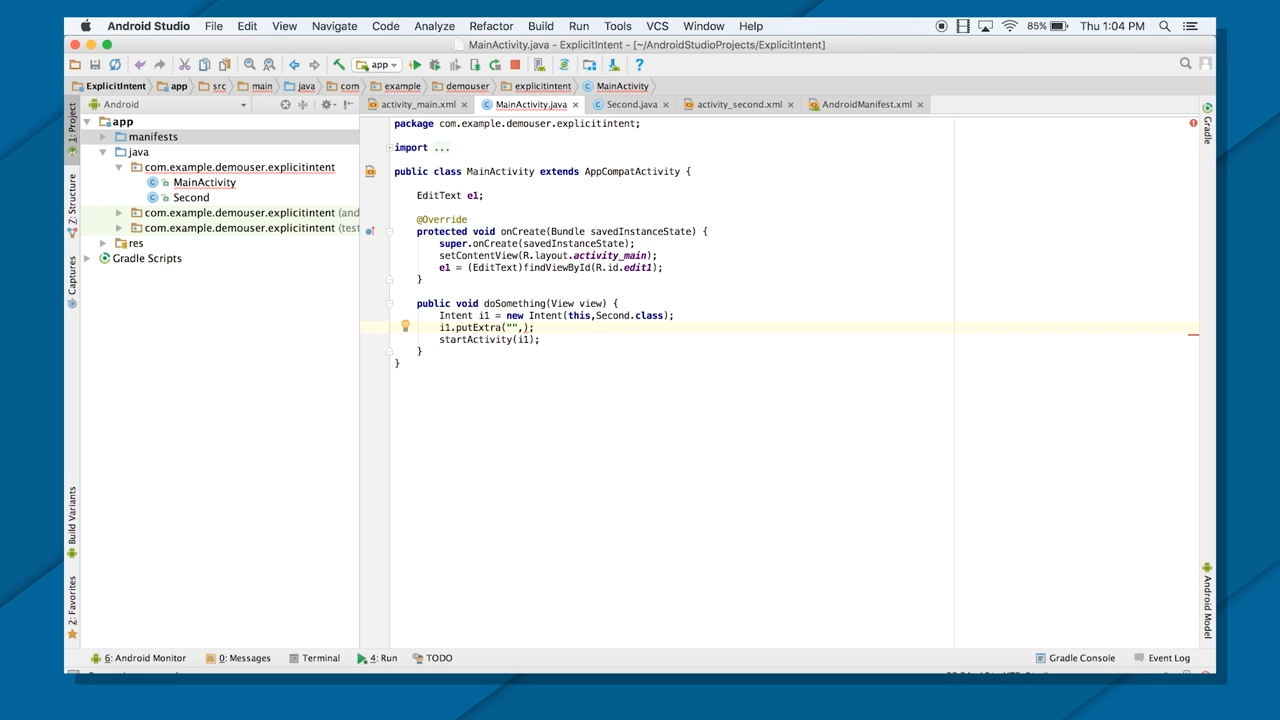 Android Studio File Edit View Navigate Code Analyze Refactor Build Run Tools VCS Window Help 85% Thu 1:04 PM
MainActivity.java - ExplicitIntent - [~/AndroidStudioProjects/ExplicitIntent]
app
ExplicitIntent app src main java com example demouser explicitintent MainActivity
Android activity_main.xml MainActivity.java Second.java activity_second.xml AndroidManifest.xml
1: Project
Z: Structure
Captures
Build Variants
2: Favorites
app
manifests
java
com.example.demouser.explicitintent
MainActivity
Second
com.example.demouser.explicitintent (and
com.example.demouser.explicitintent (test
res
Gradle Scripts
package com.example.demouser.explicitintent;
import ...
public class MainActivity extends AppCompatActivity {
EditText e1;
@Override
protected void onCreate(Bundle savedInstanceState) {
super.onCreate(savedInstanceState);
setContentView(R.layout.activity_main);
e1 = (EditText)findViewById(R.id.edit1);
}
public void doSomething(View view) {
Intent i1 = new Intent(this,Second.class);
i1.putExtra("",);
startActivity(i1);
}
}
Gradle
Android Model
6: Android Monitor 0: Messages Terminal 4: Run TODO Gradle Console Event Log